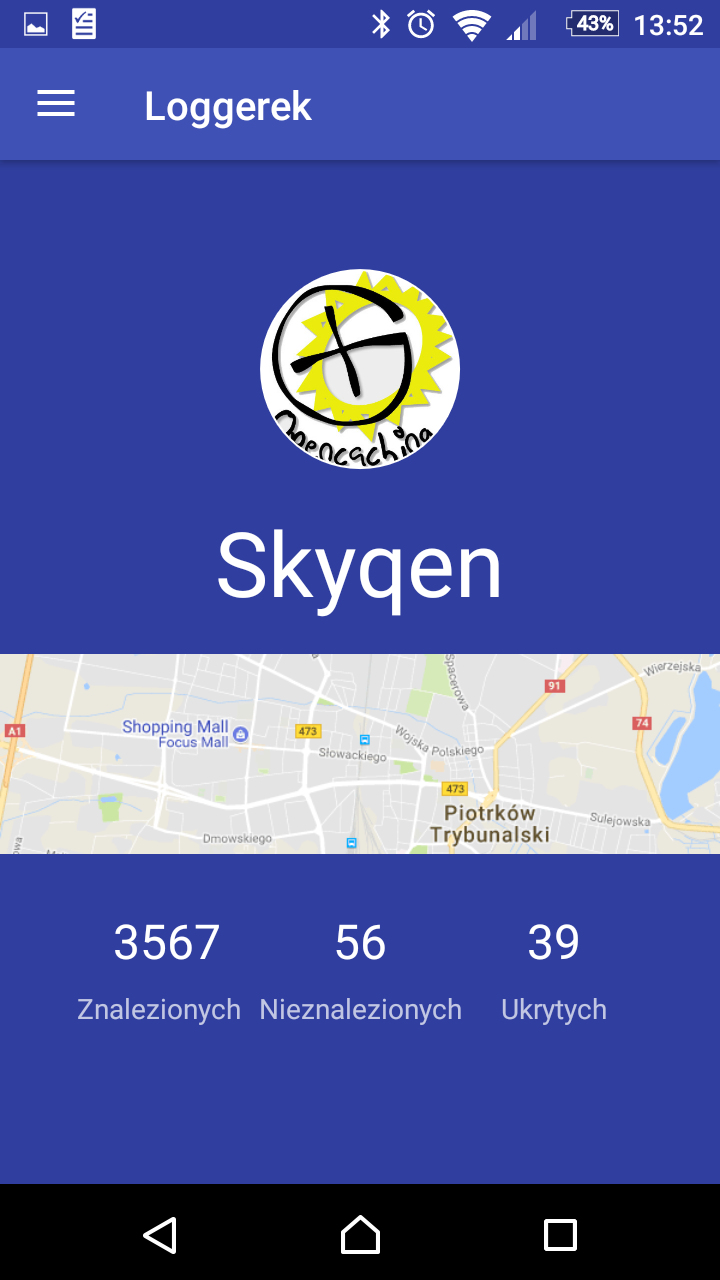 43% 13:52
Loggerek
Opencaching
Skyqen
Wierzejska
Spacerowa
91
A1
Shopping Mall
Focus Mall
473
Wojska Polskiego
74
Słowackiego
473
Piotrków
Trybunalski
Sulejowska
Dmowskiego
3567 56 39
Znalezionych Nieznalezionych Ukrytych